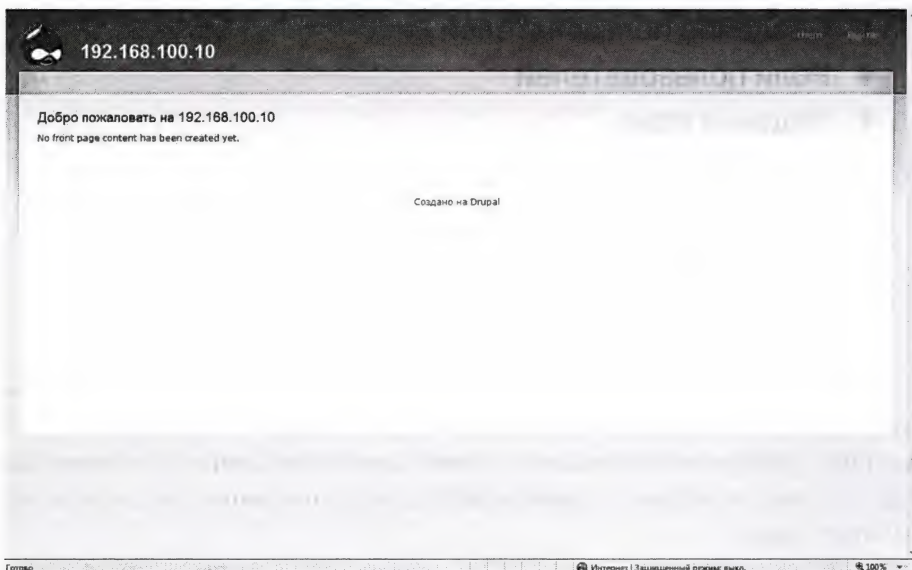 192.168.100.10
Добро пожаловать на 192.168.100.10
No front page content has been created yet.
Создано на Drupal
Готово
Интернет | Защищенный режим: выкл.
100%